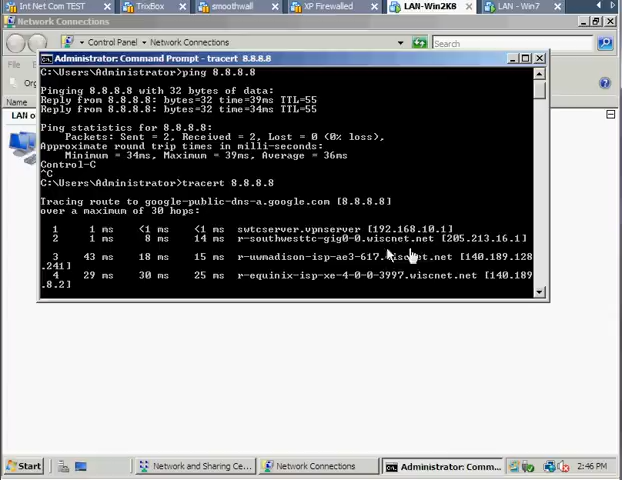 Int Net Com TEST
TrixBox
smoothwall
XP Firewalled
LAN-Win2K8
LAN - Win7
Network Connections
Control Panel
Network Connections
Search
Administrator: Command Prompt - tracert 8.8.8.8
C:\Users\Administrator>ping 8.8.8.8
Pinging 8.8.8.8 with 32 bytes of data:
Reply from 8.8.8.8: bytes=32 time=39ms TTL=55
Reply from 8.8.8.8: bytes=32 time=34ms TTL=55
Ping statistics for 8.8.8.8:
Packets: Sent = 2, Received = 2, Lost = 0 (0% loss),
Approximate round trip times in milli-seconds:
Minimum = 34ms, Maximum = 39ms, Average = 36ms
Control-C
^C
C:\Users\Administrator>tracert 8.8.8.8
Tracing route to google-public-dns-a.google.com [8.8.8.8]
over a maximum of 30 hops:
1 1 ms <1 ms <1 ms swtcserver.vpnserver [192.168.10.1]
2 1 ms 8 ms 14 ms r-southwesttc-gig0-0.wiscnet.net [205.213.16.1]
3 43 ms 18 ms 15 ms r-uwmadison-isp-ae3-617.wiscnet.net [140.189.128
.241]
4 29 ms 30 ms 25 ms r-equinix-isp-xe-4-0-0-3997.wiscnet.net [140.189
.8.2]
Or
Name
LAN o
Start
Network and Sharing Ce...
Network Connections
Administrator: Comm...
2:46 PM